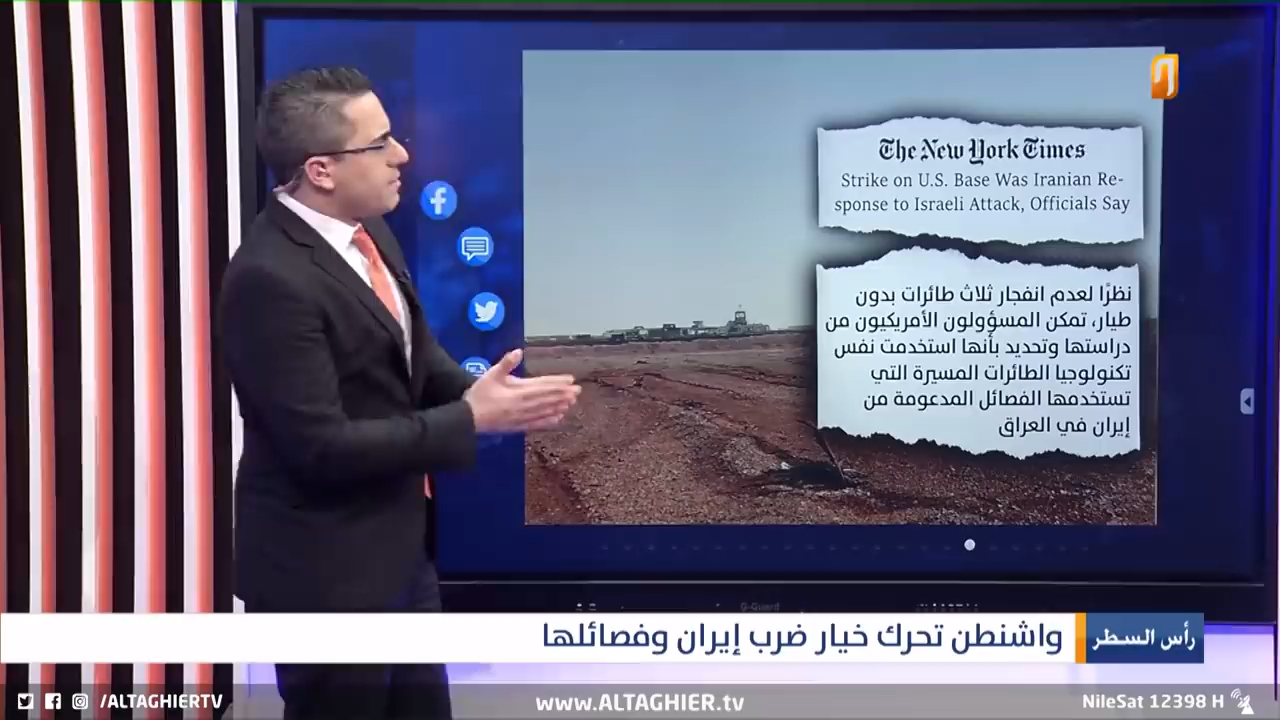 The New York Times
Strike on U.S. Base Was Iranian Re-
sponse to Israeli Attack, Officials Say
نظرًا لعدم انفجار ثلاث طائرات بدون
طيار، تمكن المسؤولون الأمريكيون من
دراستها وتحديد بأنها استخدمت نفس
تكنولوجيا الطائرات المسيرة التي
تستخدمها الفصائل المدعومة من
إيران في العراق
G-Guard
رأس السطر
واشنطن تحرك خيار ضرب إيران وفصائلها
/ALTAGHIERTV
www.ALTAGHIER.tv
NileSat 12398 H